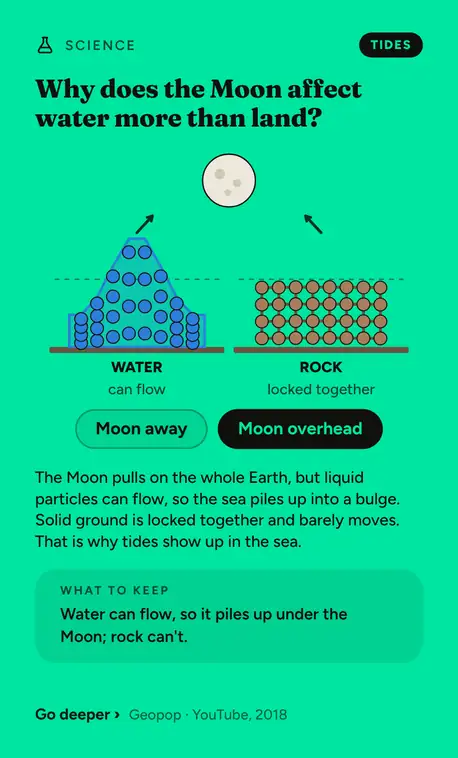 SCIENCE
TIDES
Why does the Moon affect
water more than land?
WATER
ROCK
can flow
locked together
Moon away
Moon overhead
The Moon pulls on the whole Earth, but liquid
particles can flow, so the sea piles up into a bulge.
Solid ground is locked together and barely moves.
That is why tides show up in the sea.
WHAT TO KEEP
Water can flow, so it piles up under the
Moon; rock can't.
Go deeper › Geopop · YouTube, 2018